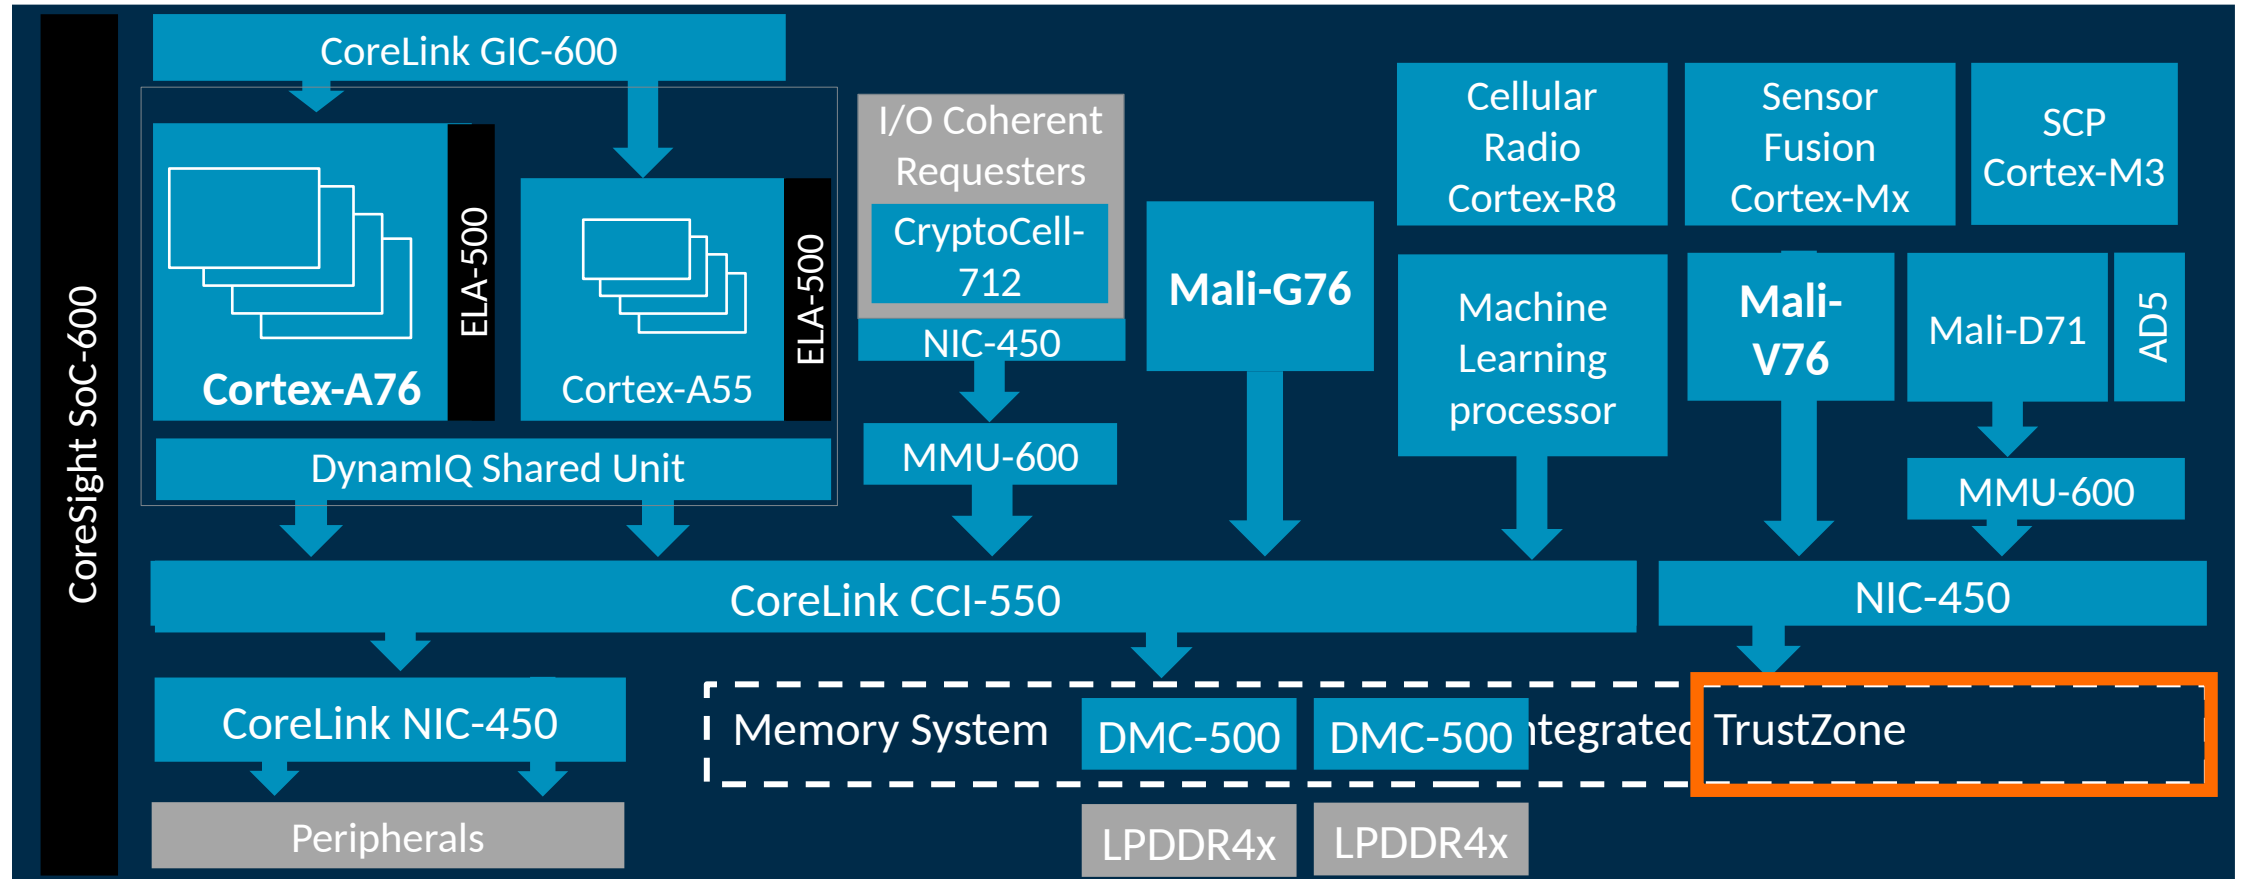 CoreSight SoC-600
CoreLink GIC-600
ELA-500
Cortex-A76
ELA-500
Cortex-A55
DynamIQ Shared Unit
I/O Coherent
Requesters
CryptoCell-
712
NIC-450
MMU-600
Mali-G76
Cellular
Radio
Cortex-R8
Sensor
Fusion
Cortex-Mx
SCP
Cortex-M3
Machine
Learning
processor
Mali-
V76
Mali-D71
AD5
MMU-600
CoreLink CCI-550
NIC-450
CoreLink NIC-450
Memory System
DMC-500
DMC-500
ntegrated TrustZone
Peripherals
LPDDR4x
LPDDR4x